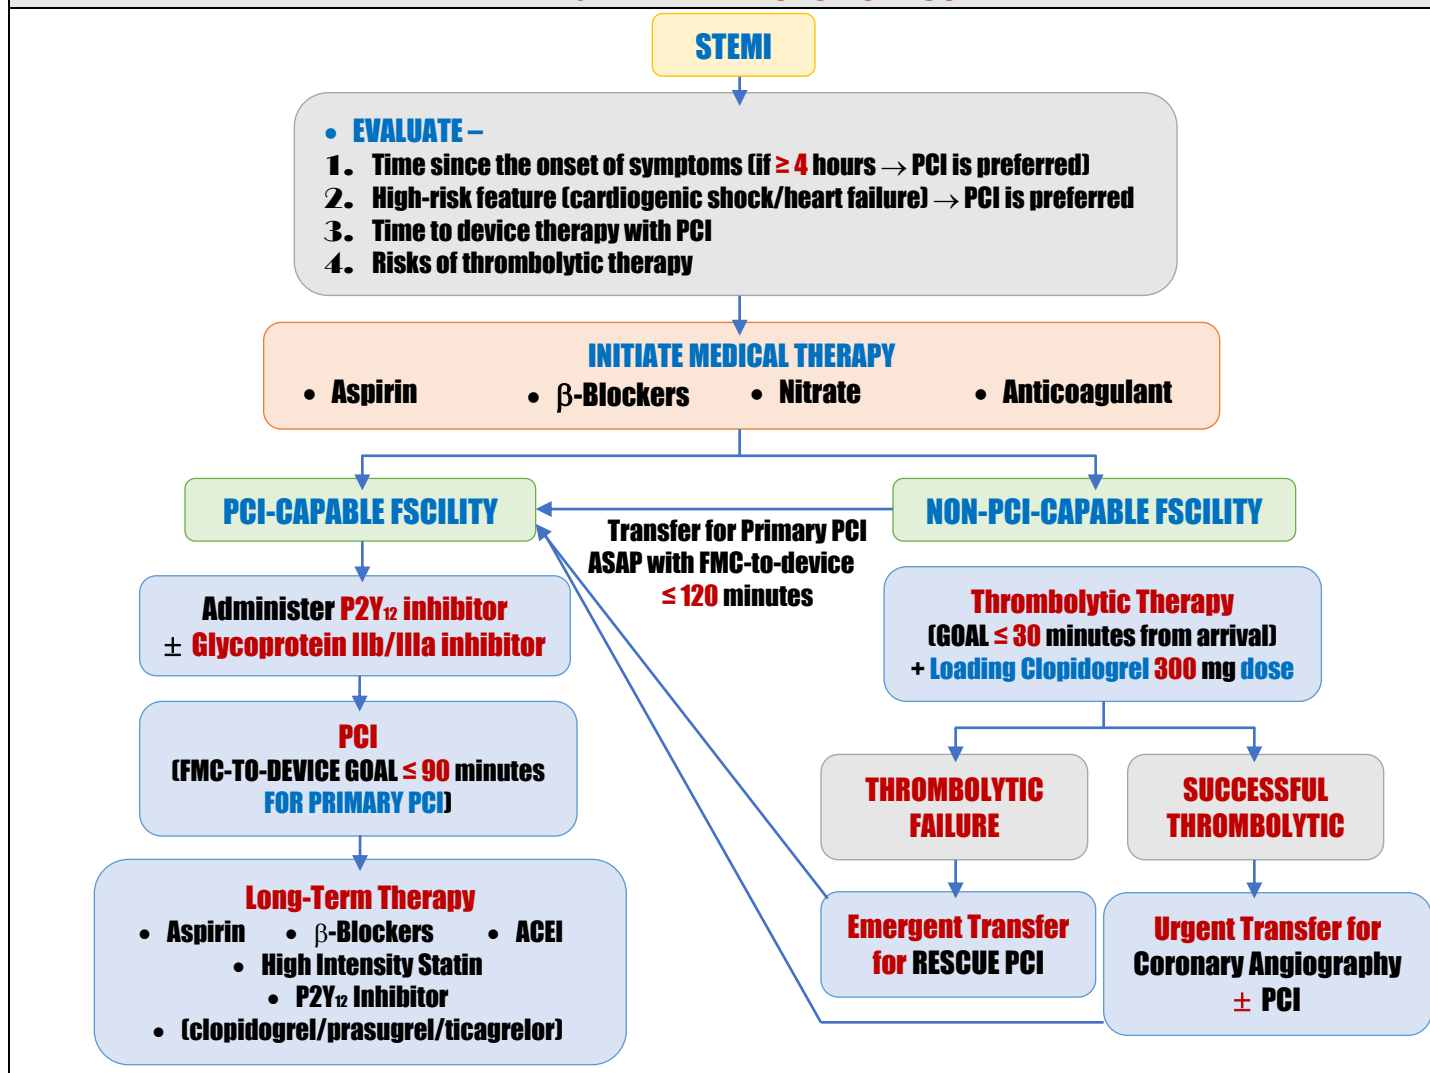 STEMI
• EVALUATE –
1. Time since the onset of symptoms (if ≥ 4 hours → PCI is preferred)
2. High-risk feature (cardiogenic shock/heart failure) → PCI is preferred
3. Time to device therapy with PCI
4. Risks of thrombolytic therapy
INITIATE MEDICAL THERAPY
• Aspirin • β-Blockers • Nitrate • Anticoagulant
PCI-CAPABLE FSCILITY
NON-PCI-CAPABLE FSCILITY
Transfer for Primary PCI
ASAP with FMC-to-device
≤ 120 minutes
Administer P2Y₁₂ inhibitor
± Glycoprotein IIb/IIIa inhibitor
Thrombolytic Therapy
(GOAL ≤ 30 minutes from arrival)
+ Loading Clopidogrel 300 mg dose
PCI
(FMC-TO-DEVICE GOAL ≤ 90 minutes
FOR PRIMARY PCI)
THROMBOLYTIC
FAILURE
SUCCESSFUL
THROMBOLYTIC
Long-Term Therapy
• Aspirin • β-Blockers • ACEI
• High Intensity Statin
• P2Y₁₂ Inhibitor
• (clopidogrel/prasugrel/ticagrelor)
Emergent Transfer
for RESCUE PCI
Urgent Transfer for
Coronary Angiography
± PCI